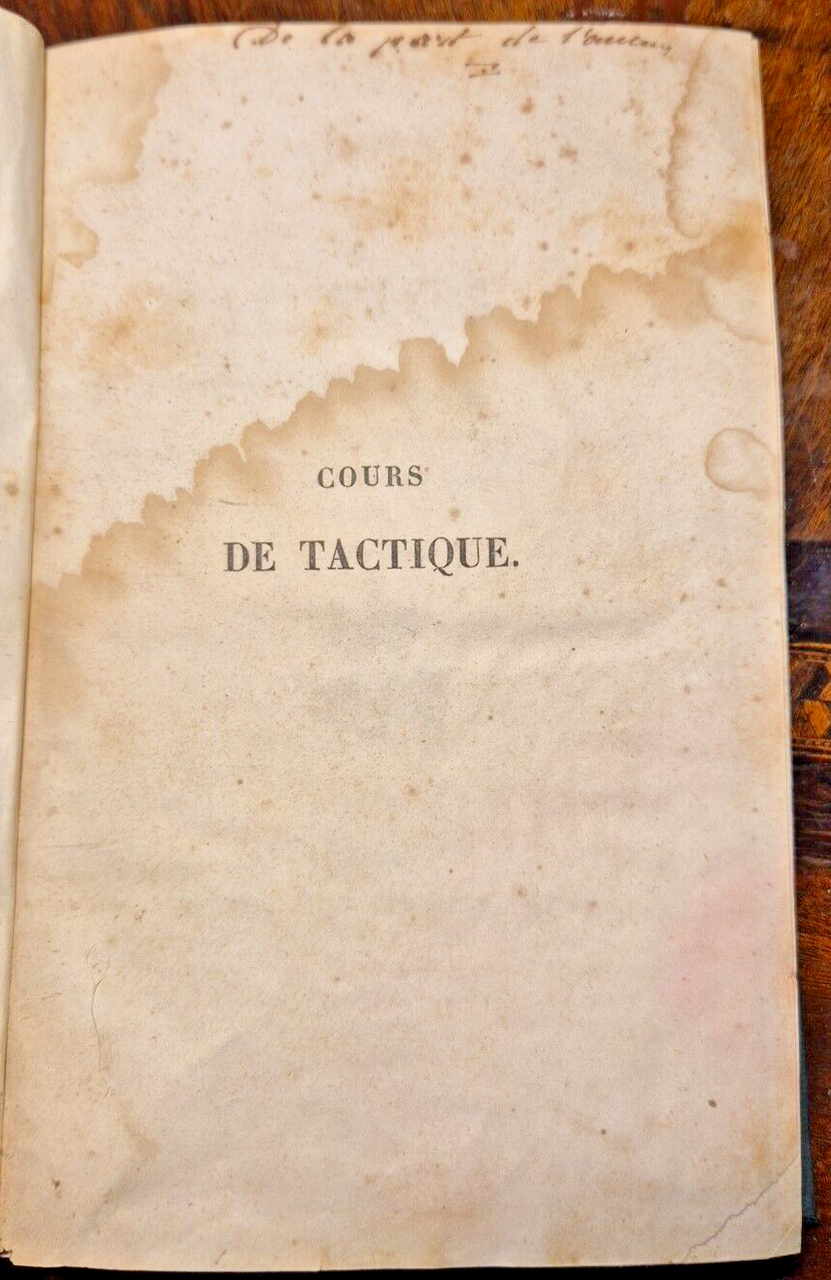 De la part de l'auteur
COURS
DE TACTIQUE.